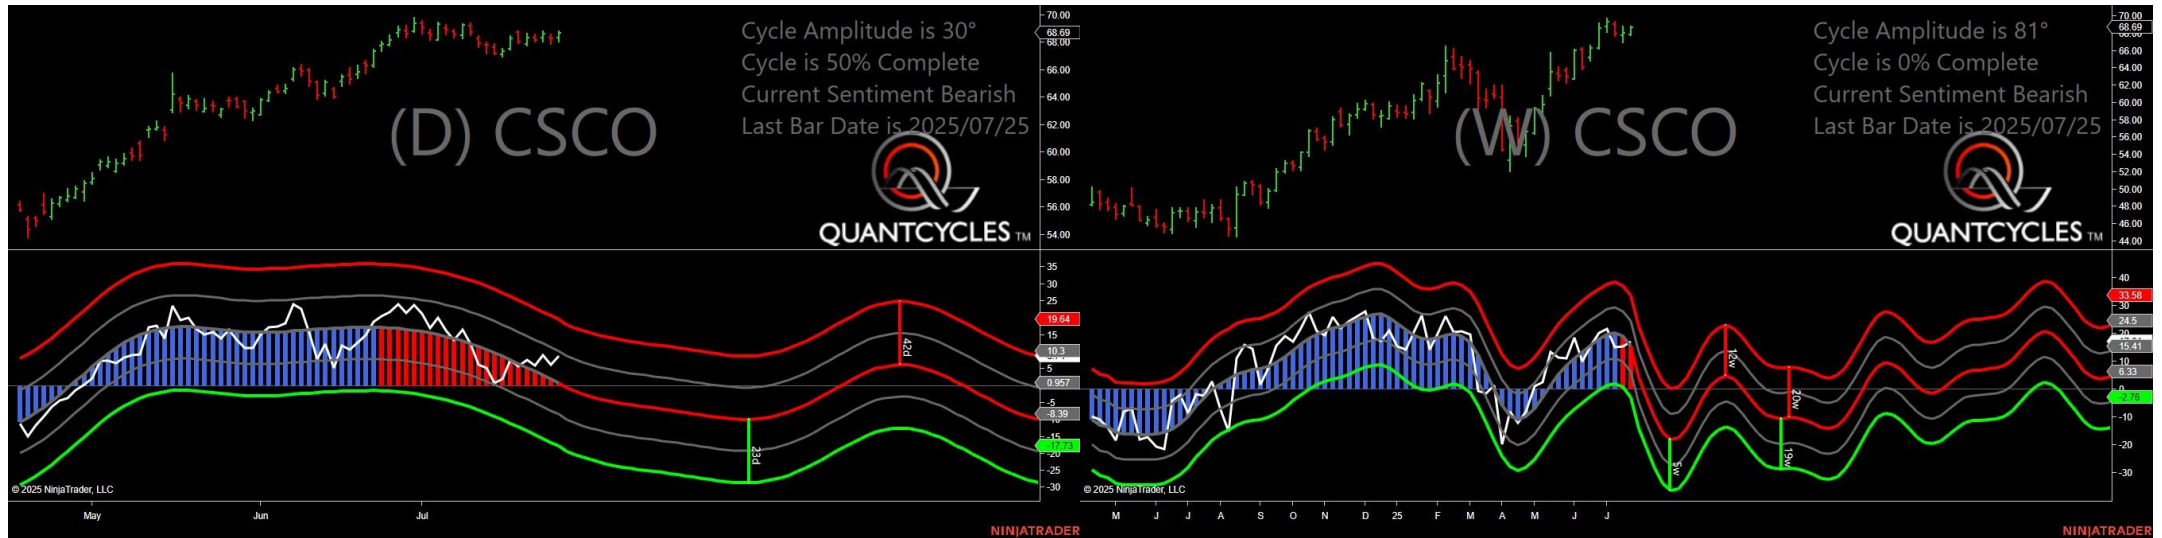 Cycle Amplitude is 30°
Cycle is 50% Complete
Current Sentiment Bearish
Last Bar Date is 2025/07/25
(D) CSCO
QUANTCYCLES TM
70.00
68.69
68.00
66.00
64.00
62.00
60.00
58.00
56.00
54.00
35
30
25
19.64
15
10.3
5
0.957
-5
-8.39
-15
-17.73
-20
-25
-30
42d
23d
© 2025 NinjaTrader, LLC
May Jun Jul
NINJATRADER
Cycle Amplitude is 81°
Cycle is 0% Complete
Current Sentiment Bearish
Last Bar Date is 2025/07/25
(W) CSCO
QUANTCYCLES TM
70.00
68.69
66.00
64.00
62.00
60.00
58.00
56.00
54.00
52.00
50.00
48.00
46.00
44.00
40
33.58
30
24.5
20
15.41
6.33
0
-2.76
-10
-20
-30
12w
20w
5w
19w
© 2025 NinjaTrader, LLC
M J J A S O N D 25 F M A M J J
NINJATRADER